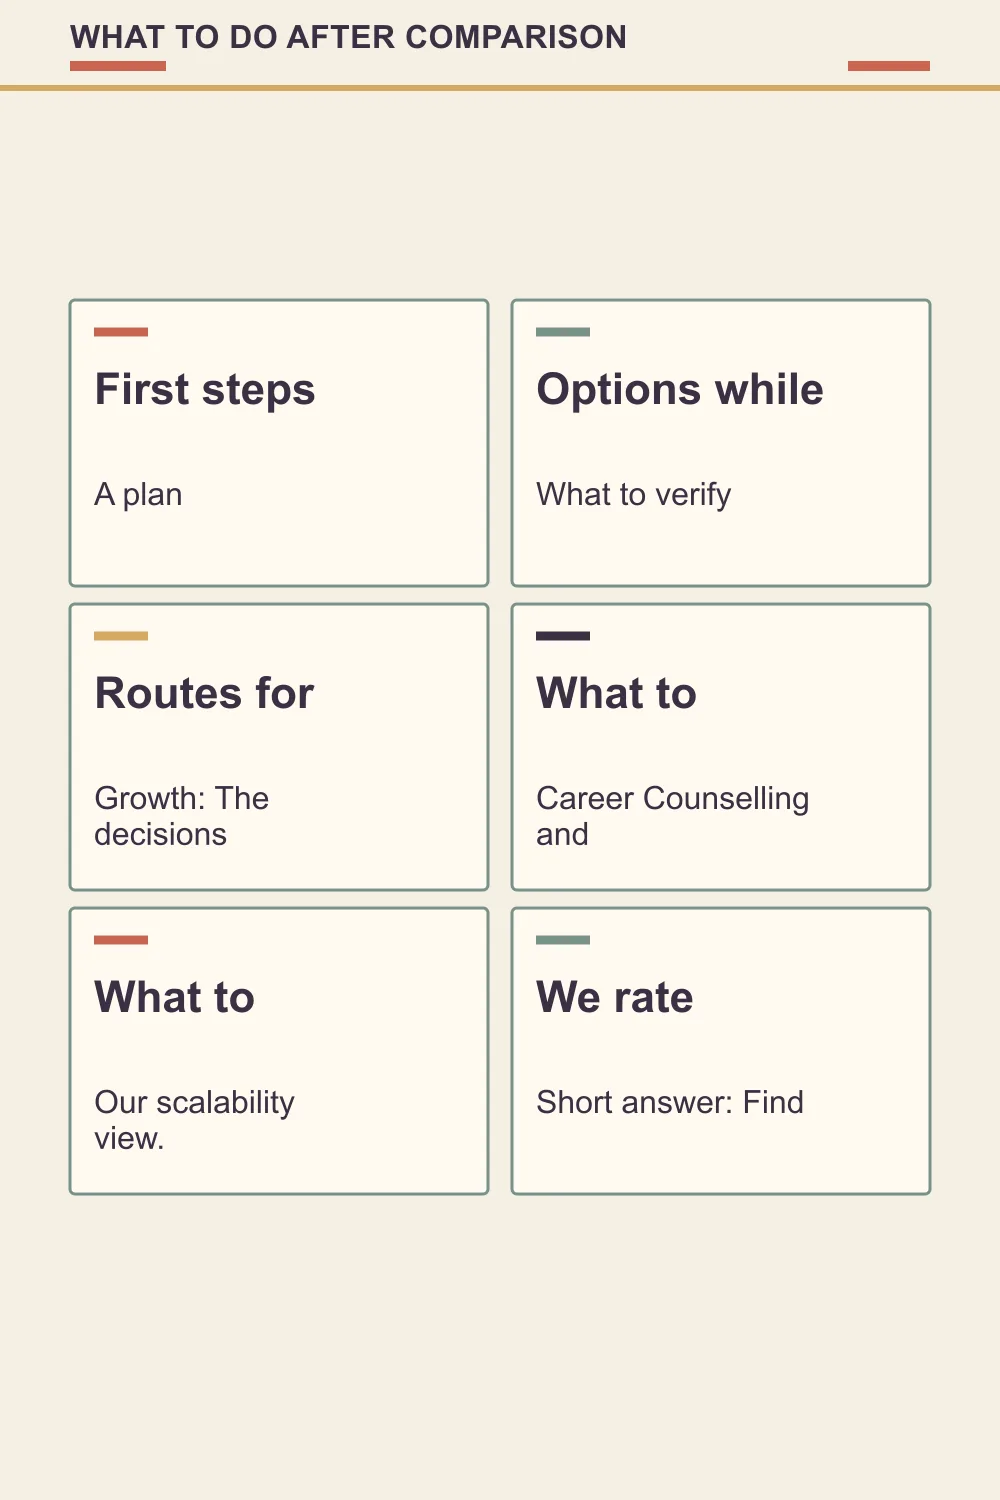 WHAT TO DO AFTER COMPARISON
First steps
A plan
Options while
What to verify
Routes for
Growth: The
decisions
What to
Career Counselling
and
What to
Our scalability
view.
We rate
Short answer: Find